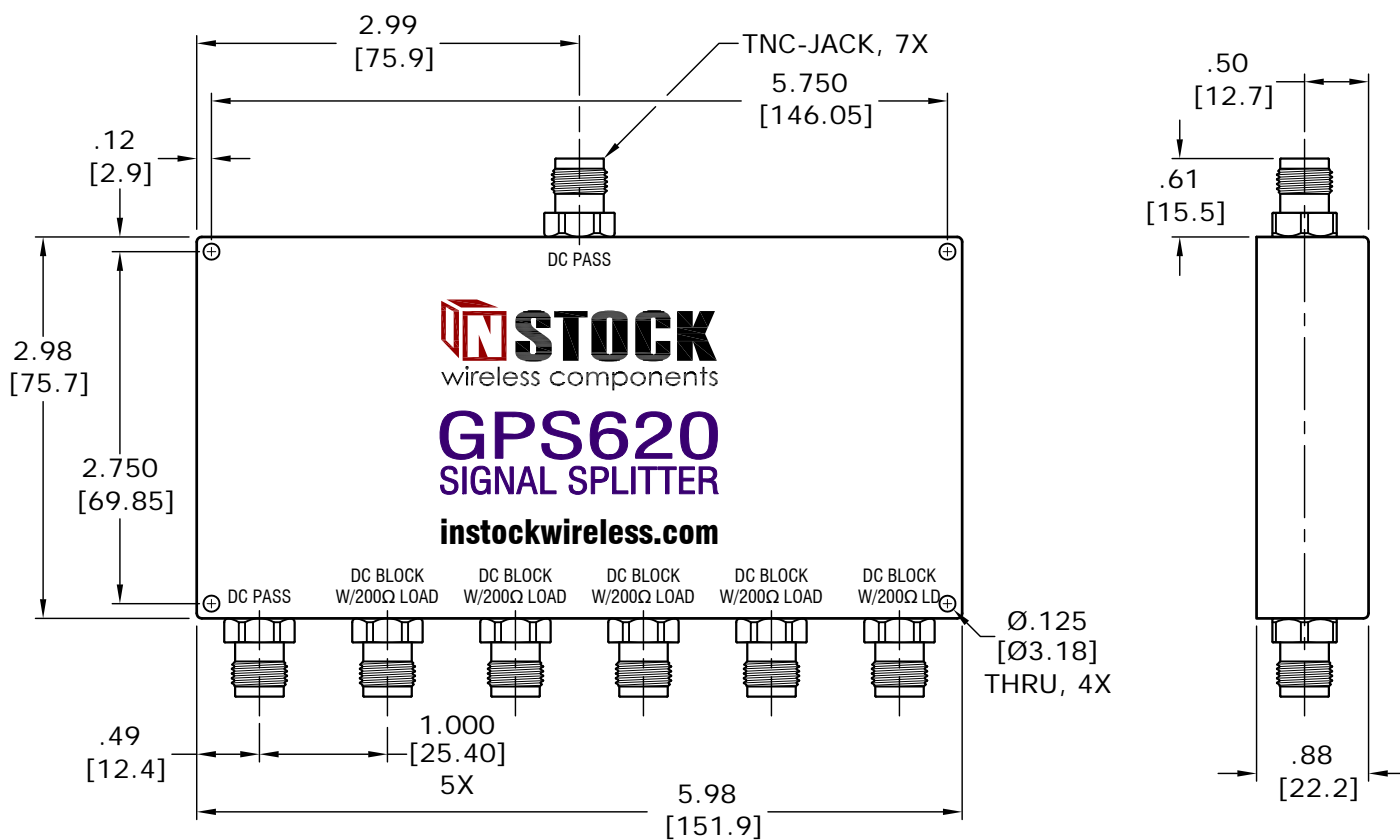 2.99
[75.9]
TNC-JACK, 7X
5.750
[146.05]
.50
[12.7]
.12
[2.9]
.61
[15.5]
DC PASS
2.98
[75.7]
INSTOCK
wireless components
GPS620
SIGNAL SPLITTER
instockwireless.com
2.750
[69.85]
DC PASS
DC BLOCK
W/200Ω LOAD
DC BLOCK
W/200Ω LOAD
DC BLOCK
W/200Ω LOAD
DC BLOCK
W/200Ω LOAD
DC BLOCK
W/200Ω LD
Ø.125
[Ø3.18]
THRU, 4X
.49
[12.4]
1.000
[25.40]
5X
5.98
[151.9]
.88
[22.2]